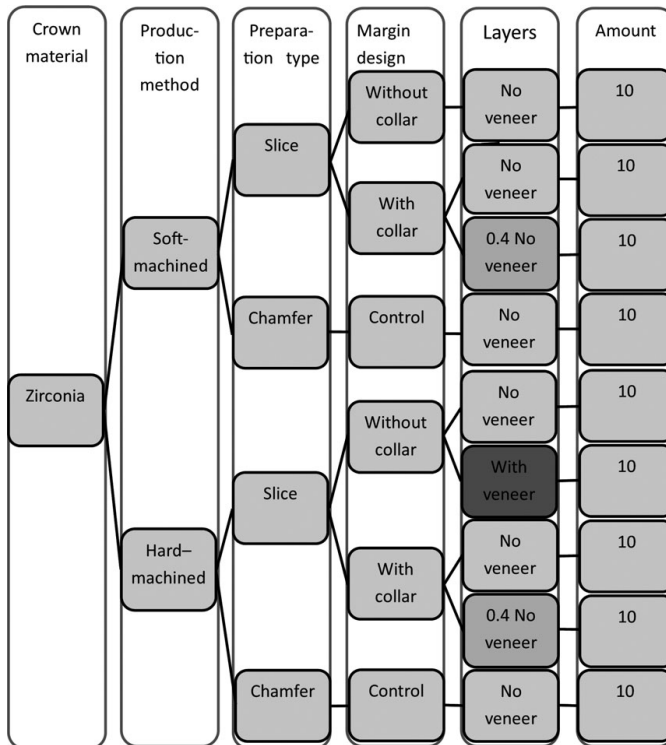 Crown
material
Produc-
tion
method
Prepara-
tion type
Margin
design
Layers
Amount
Zirconia
Soft-
machined
Hard–
machined
Slice
Chamfer
Slice
Chamfer
Without
collar
With
collar
Control
Without
collar
With
collar
Control
No
veneer
No
veneer
0.4 No
veneer
No
veneer
No
veneer
With
veneer
No
veneer
0.4 No
veneer
No
veneer
10
10
10
10
10
10
10
10
10